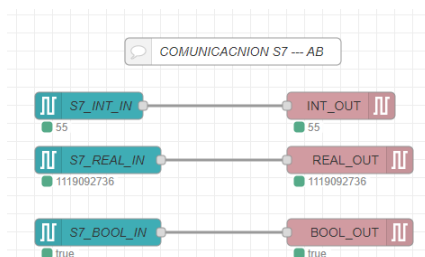 COMUNICACNION S7 --- AB
S7_INT_IN INT_OUT
55 55
S7_REAL_IN REAL_OUT
1119092736 1119092736
S7_BOOL_IN BOOL_OUT
true true